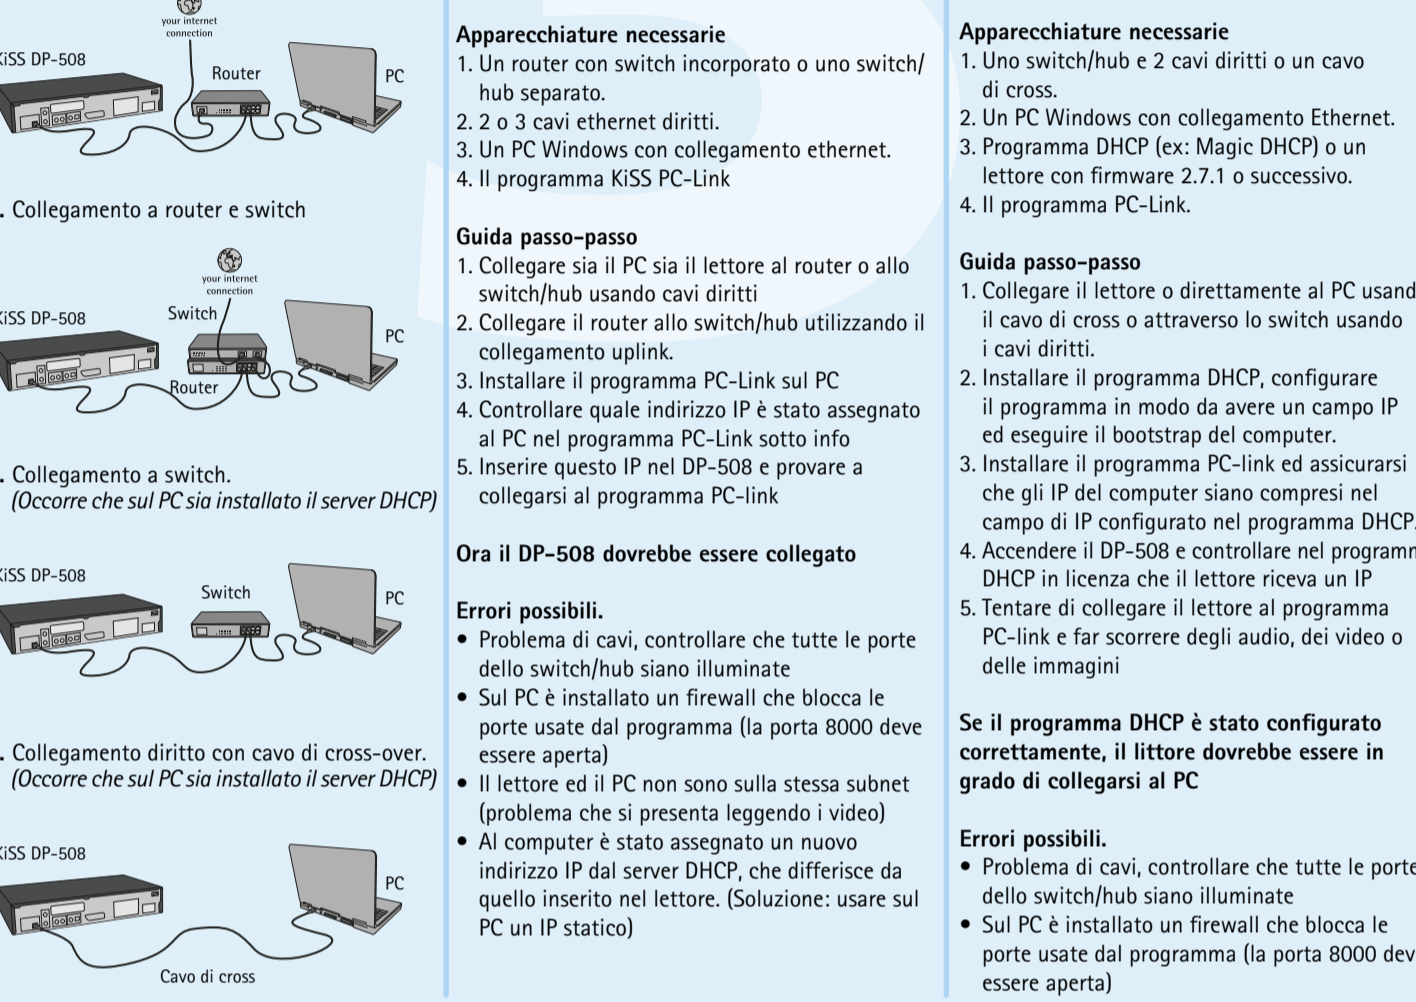 your internet
connection
KiSS DP-508
Router
PC
. Collegamento a router e switch
your internet
connection
KiSS DP-508
Switch
PC
Router
. Collegamento a switch.
(Occorre che sul PC sia installato il server DHCP)
KiSS DP-508
Switch
PC
. Collegamento diritto con cavo di cross-over.
(Occorre che sul PC sia installato il server DHCP)
KiSS DP-508
PC
Cavo di cross
Apparecchiature necessarie
1. Un router con switch incorporato o uno switch/
hub separato.
2. 2 o 3 cavi ethernet diritti.
3. Un PC Windows con collegamento ethernet.
4. Il programma KiSS PC-Link
Guida passo-passo
1. Collegare sia il PC sia il lettore al router o allo
switch/hub usando cavi diritti
2. Collegare il router allo switch/hub utilizzando il
collegamento uplink.
3. Installare il programma PC-Link sul PC
4. Controllare quale indirizzo IP è stato assegnato
al PC nel programma PC-Link sotto info
5. Inserire questo IP nel DP-508 e provare a
collegarsi al programma PC-link
Ora il DP-508 dovrebbe essere collegato
Errori possibili.
• Problema di cavi, controllare che tutte le porte
dello switch/hub siano illuminate
• Sul PC è installato un firewall che blocca le
porte usate dal programma (la porta 8000 deve
essere aperta)
• Il lettore ed il PC non sono sulla stessa subnet
(problema che si presenta leggendo i video)
• Al computer è stato assegnato un nuovo
indirizzo IP dal server DHCP, che differisce da
quello inserito nel lettore. (Soluzione: usare sul
PC un IP statico)
Apparecchiature necessarie
1. Uno switch/hub e 2 cavi diritti o un cavo
di cross.
2. Un PC Windows con collegamento Ethernet.
3. Programma DHCP (ex: Magic DHCP) o un
lettore con firmware 2.7.1 o successivo.
4. Il programma PC-Link.
Guida passo-passo
1. Collegare il lettore o direttamente al PC usand
il cavo di cross o attraverso lo switch usando
i cavi diritti.
2. Installare il programma DHCP, configurare
il programma in modo da avere un campo IP
ed eseguire il bootstrap del computer.
3. Installare il programma PC-link ed assicurarsi
che gli IP del computer siano compresi nel
campo di IP configurato nel programma DHCP.
4. Accendere il DP-508 e controllare nel programm
DHCP in licenza che il lettore riceva un IP
5. Tentare di collegare il lettore al programma
PC-link e far scorrere degli audio, dei video o
delle immagini
Se il programma DHCP è stato configurato
correttamente, il littore dovrebbe essere in
grado di collegarsi al PC
Errori possibili.
• Problema di cavi, controllare che tutte le porte
dello switch/hub siano illuminate
• Sul PC è installato un firewall che blocca le
porte usate dal programma (la porta 8000 dev
essere aperta)